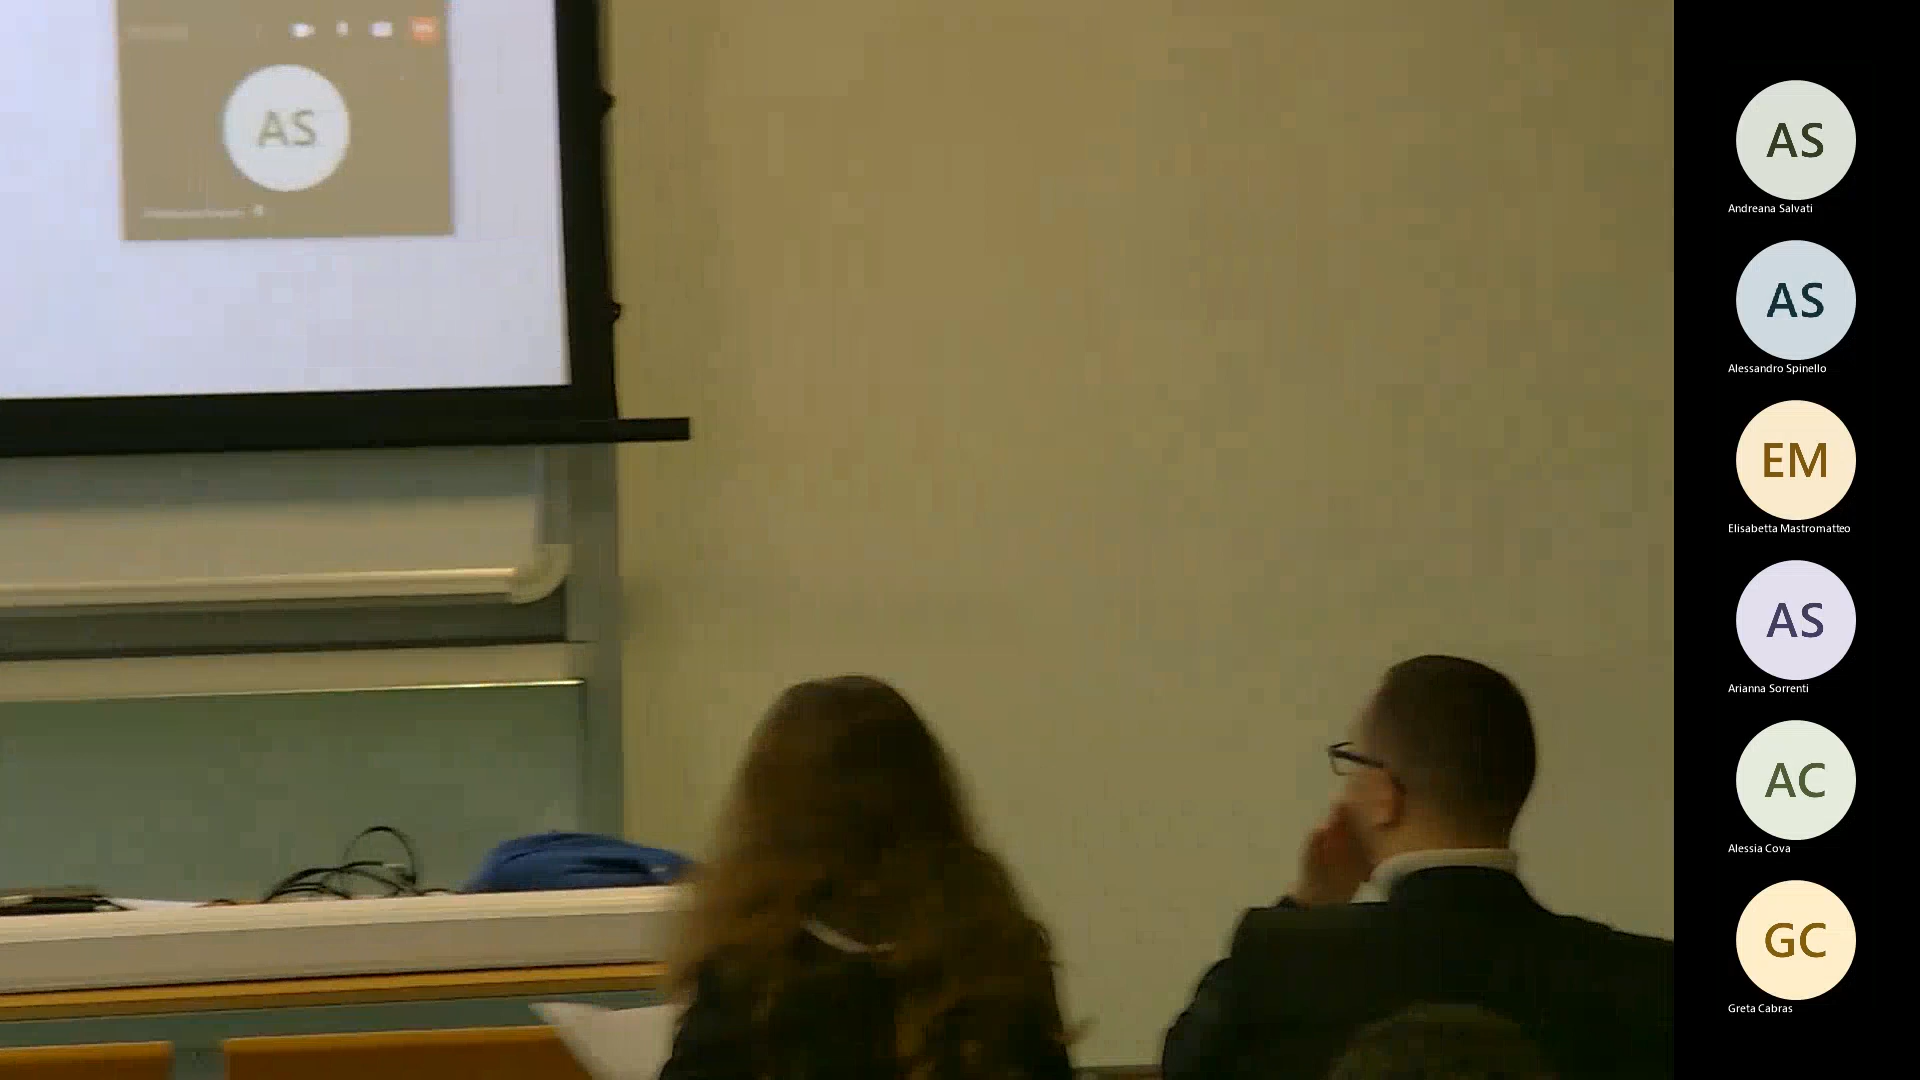 AS
AS
Andreana Salvati
AS
Alessandro Spinello
EM
Elisabetta Mastromatteo
AS
Arianna Sorrenti
AC
Alessia Cova
GC
Greta Cabras